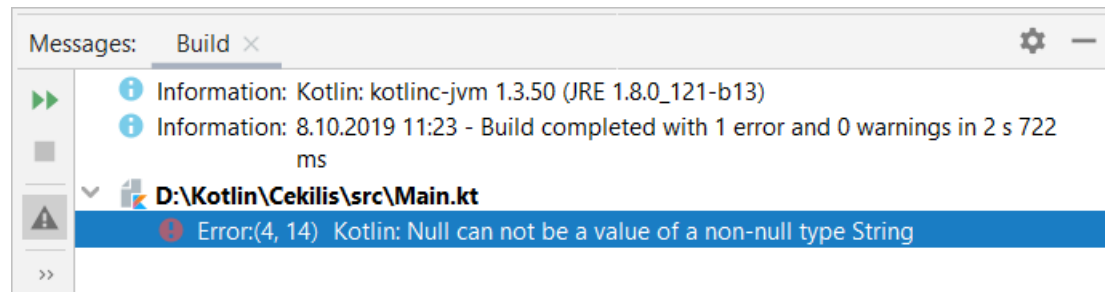 Messages: Build ×
Information: Kotlin: kotlinc-jvm 1.3.50 (JRE 1.8.0_121-b13)
Information: 8.10.2019 11:23 - Build completed with 1 error and 0 warnings in 2 s 722
ms
D:\Kotlin\Cekilis\src\Main.kt
Error:(4, 14) Kotlin: Null can not be a value of a non-null type String